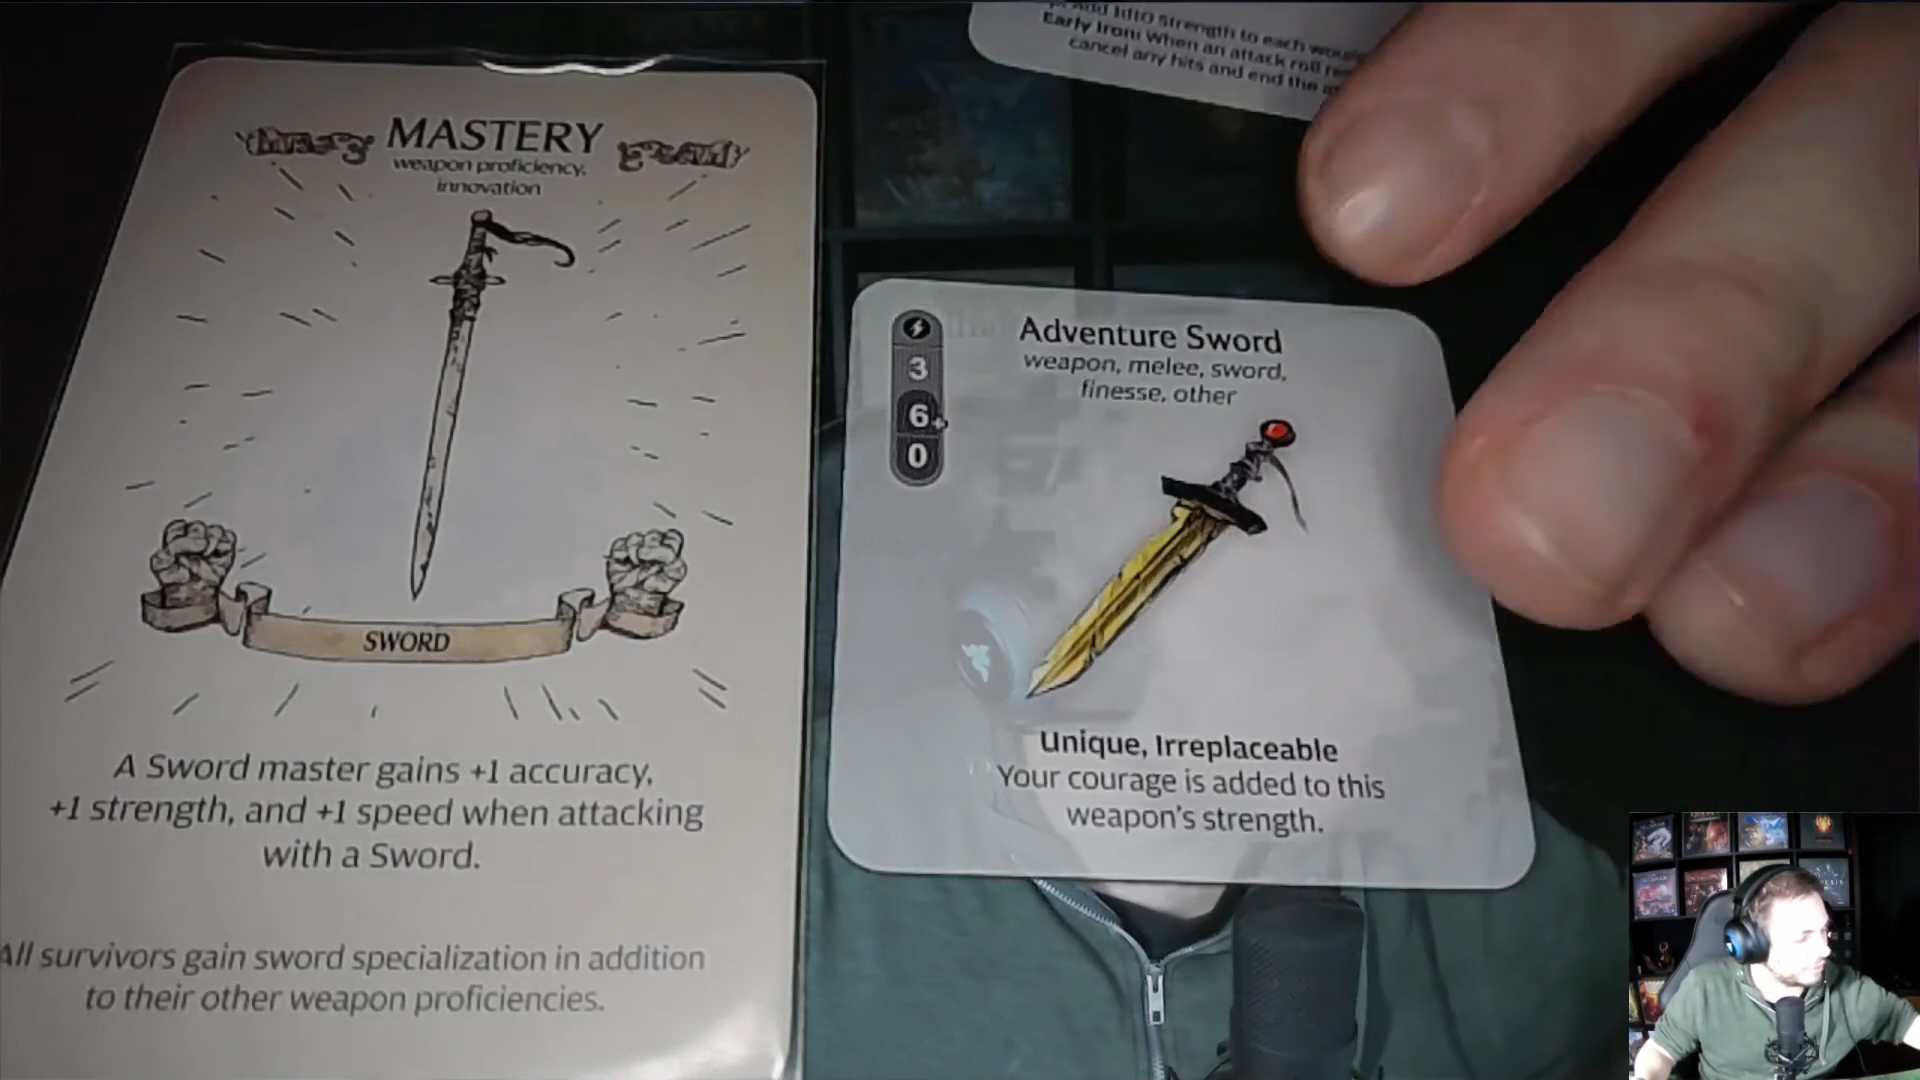 MASTERY
weapon proficiency,
innovation
SWORD
A Sword master gains +1 accuracy,
+1 strength, and +1 speed when attacking
with a Sword.
All survivors gain sword specialization in addition
to their other weapon proficiencies.
Add 1d10 strength to each
Early Iron: When an attack roll
cancel any hits and end the
3
6+
0
Adventure Sword
weapon, melee, sword,
finesse, other
Unique, Irreplaceable
Your courage is added to this
weapon's strength.